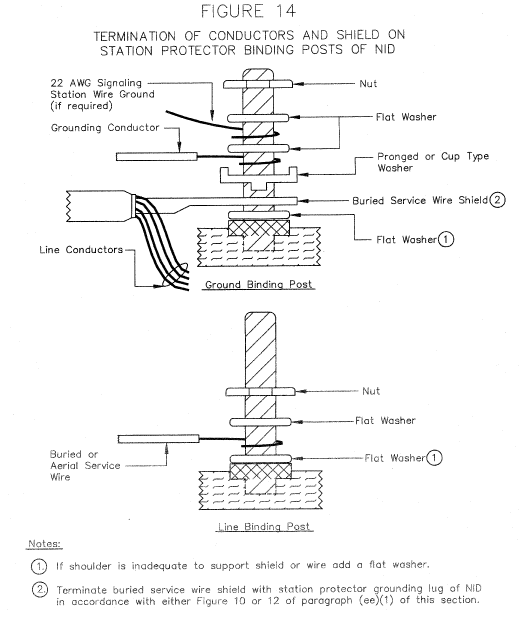 FIGURE 14
TERMINATION OF CONDUCTORS AND SHIELD ON
STATION PROTECTOR BINDING POSTS OF NID
22 AWG Signaling
Station Wire Ground
(if required)
Nut
Flat Washer
Grounding Conductor
Pronged or Cup Type
Washer
Buried Service Wire Shield 2
Flat Washer 1
Line Conductors
Ground Binding Post
Nut
Flat Washer
Flat Washer 1
Buried or
Aerial Service
Wire
Line Binding Post
Notes:
1. If shoulder is inadequate to support shield or wire add a flat washer.
2. Terminate buried service wire shield with station protector grounding lug of NID
in accordance with either Figure 10 or 12 of paragraph (ee)(1) of this section.